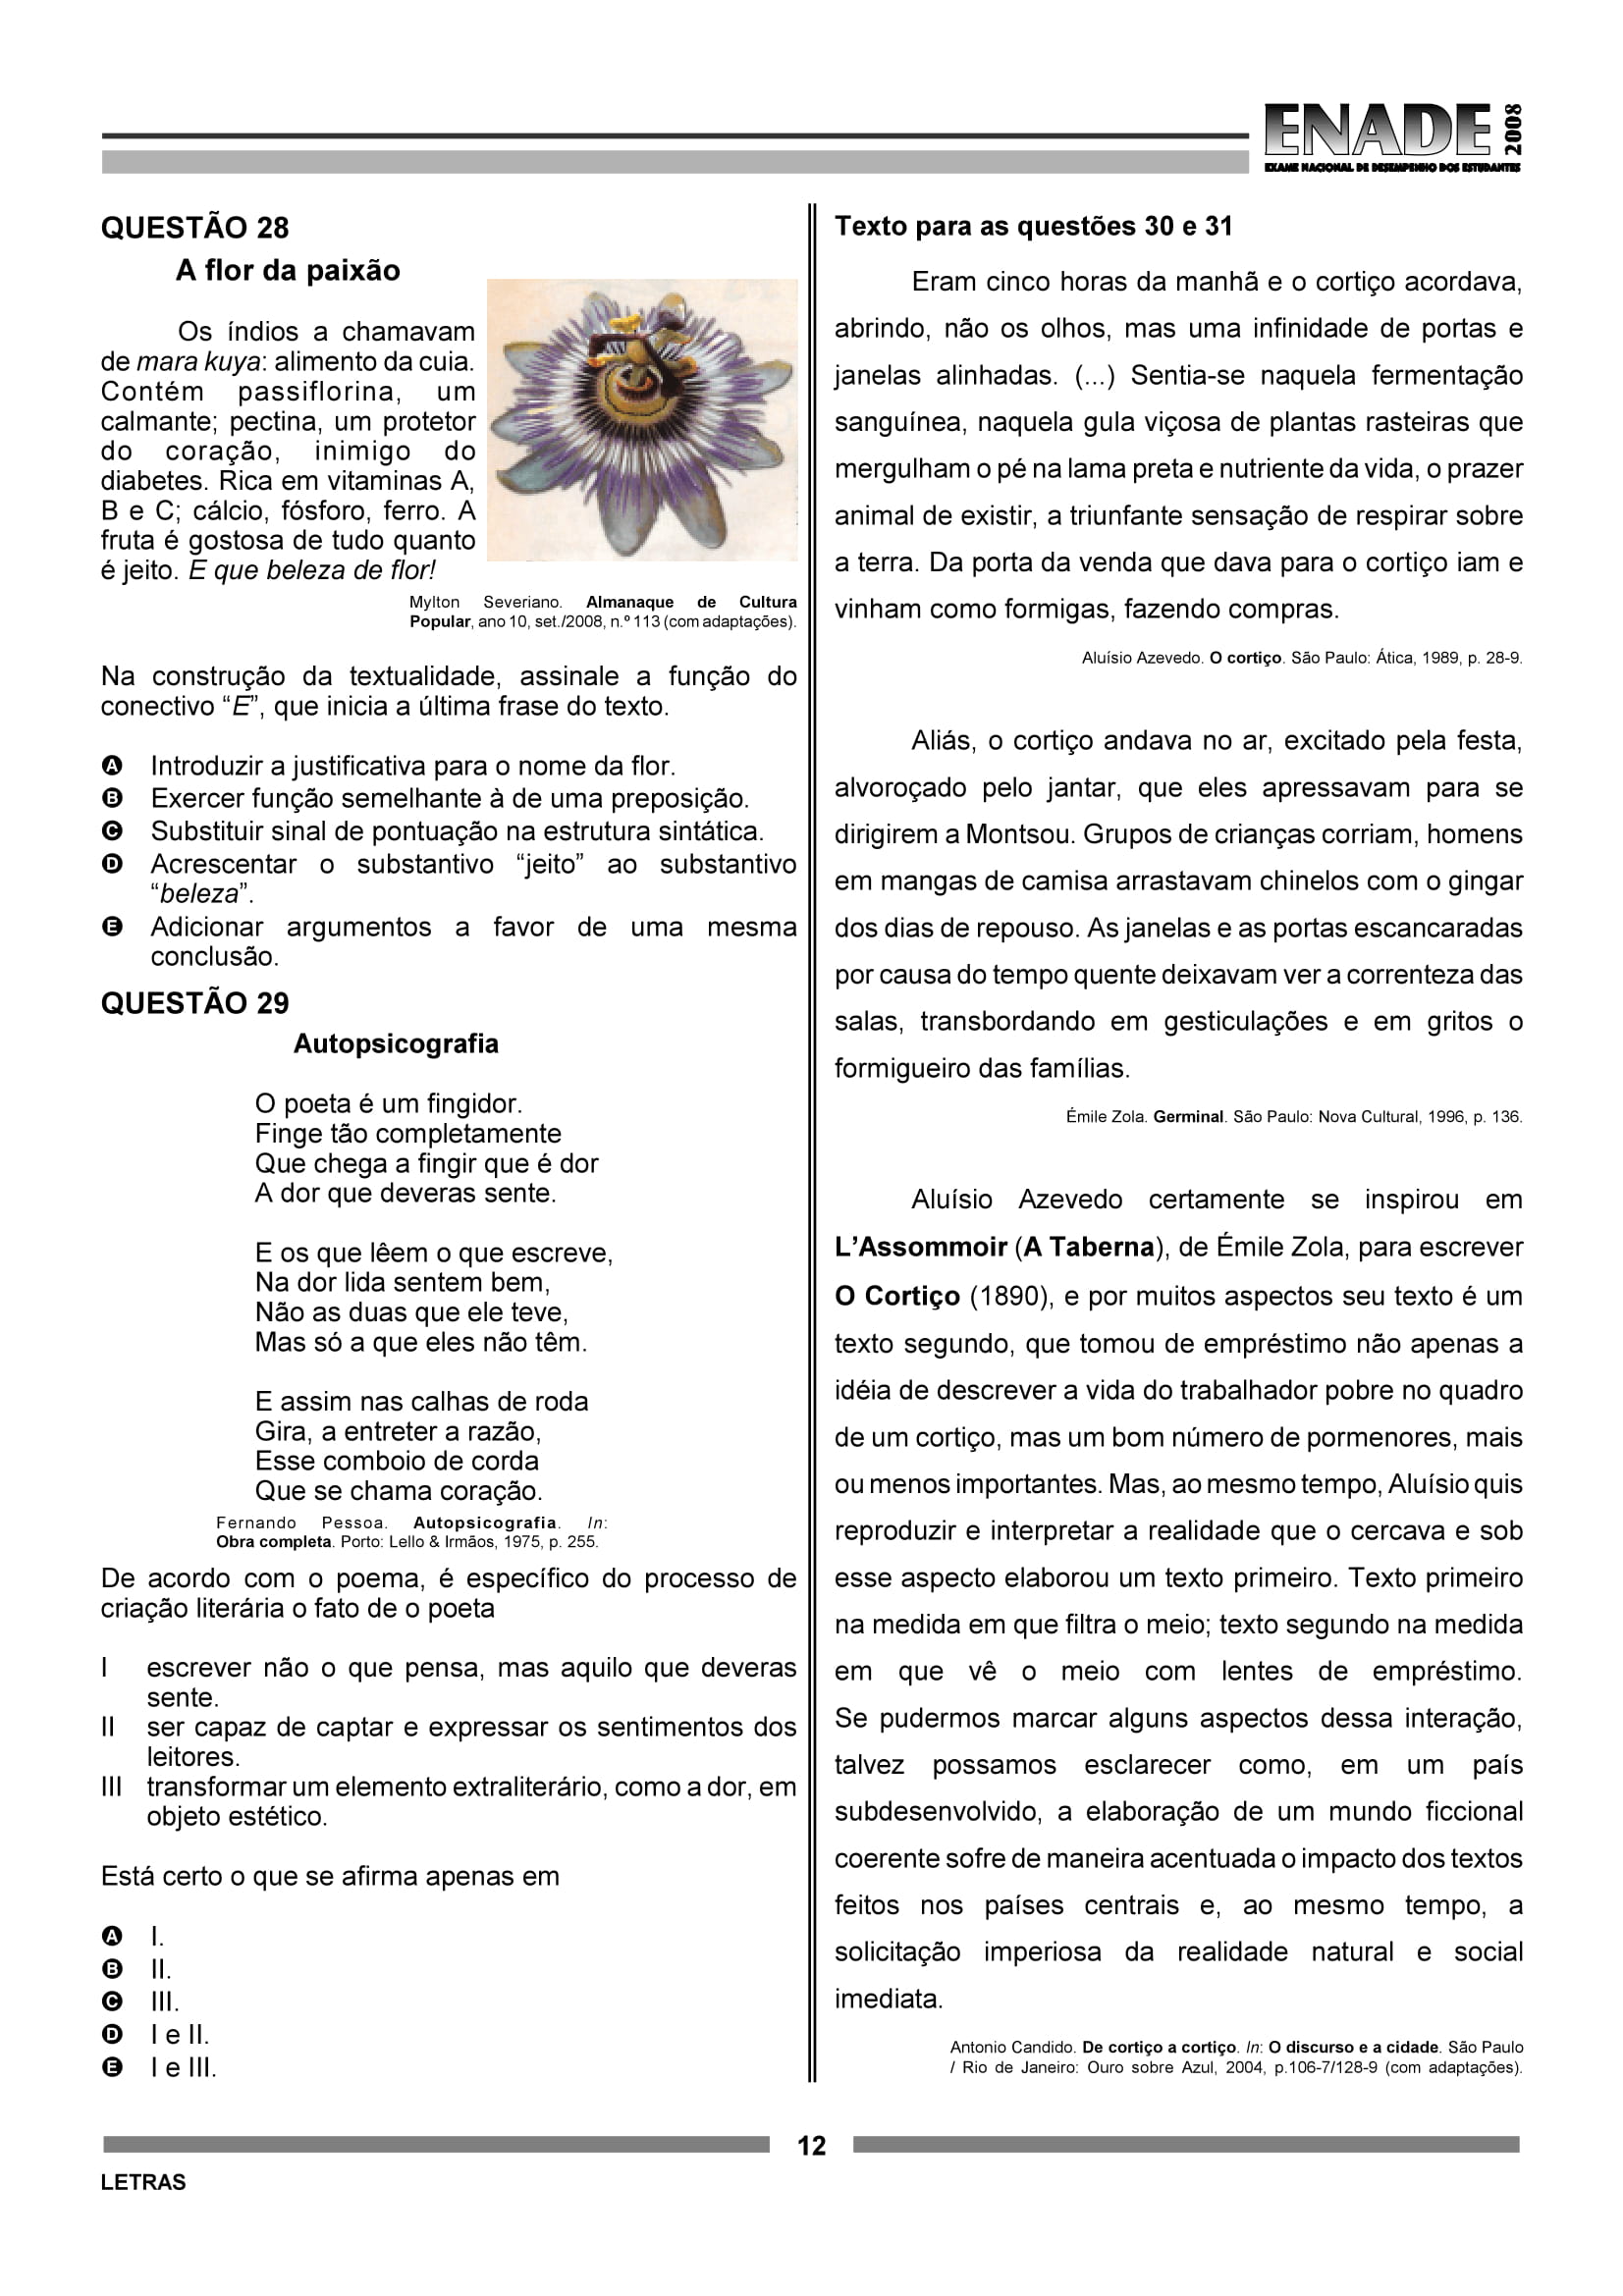 ENADE
2008
EXAME NACIONAL DE DESEMPENHO DOS ESTUDANTES
QUESTÃO 28
A flor da paixão
Os índios a chamavam
de mara kuya: alimento da cuia.
Contém passiflorina, um
calmante; pectina, um protetor
do coração, inimigo do
diabetes. Rica em vitaminas A,
B e C; cálcio, fósforo, ferro. A
fruta é gostosa de tudo quanto
é jeito. E que beleza de flor!
Mylton Severiano. Almanaque de Cultura
Popular, ano 10, set./2008, n.º 113 (com adaptações).
Na construção da textualidade, assinale a função do
conectivo “E”, que inicia a última frase do texto.
A Introduzir a justificativa para o nome da flor.
B Exercer função semelhante à de uma preposição.
C Substituir sinal de pontuação na estrutura sintática.
D Acrescentar o substantivo “jeito” ao substantivo
“beleza”.
E Adicionar argumentos a favor de uma mesma
conclusão.
QUESTÃO 29
Autopsicografia
O poeta é um fingidor.
Finge tão completamente
Que chega a fingir que é dor
A dor que deveras sente.
E os que lêem o que escreve,
Na dor lida sentem bem,
Não as duas que ele teve,
Mas só a que eles não têm.
E assim nas calhas de roda
Gira, a entreter a razão,
Esse comboio de corda
Que se chama coração.
Fernando Pessoa. Autopsicografia. In:
Obra completa. Porto: Lello & Irmãos, 1975, p. 255.
De acordo com o poema, é específico do processo de
criação literária o fato de o poeta
I escrever não o que pensa, mas aquilo que deveras
sente.
II ser capaz de captar e expressar os sentimentos dos
leitores.
III transformar um elemento extraliterário, como a dor, em
objeto estético.
Está certo o que se afirma apenas em
A I.
B II.
C III.
D I e II.
E I e III.
Texto para as questões 30 e 31
Eram cinco horas da manhã e o cortiço acordava,
abrindo, não os olhos, mas uma infinidade de portas e
janelas alinhadas. (...) Sentia-se naquela fermentação
sanguínea, naquela gula viçosa de plantas rasteiras que
mergulham o pé na lama preta e nutriente da vida, o prazer
animal de existir, a triunfante sensação de respirar sobre
a terra. Da porta da venda que dava para o cortiço iam e
vinham como formigas, fazendo compras.
Aluísio Azevedo. O cortiço. São Paulo: Ática, 1989, p. 28-9.
Aliás, o cortiço andava no ar, excitado pela festa,
alvoroçado pelo jantar, que eles apressavam para se
dirigirem a Montsou. Grupos de crianças corriam, homens
em mangas de camisa arrastavam chinelos com o gingar
dos dias de repouso. As janelas e as portas escancaradas
por causa do tempo quente deixavam ver a correnteza das
salas, transbordando em gesticulações e em gritos o
formigueiro das famílias.
Émile Zola. Germinal. São Paulo: Nova Cultural, 1996, p. 136.
Aluísio Azevedo certamente se inspirou em
L’Assommoir (A Taberna), de Émile Zola, para escrever
O Cortiço (1890), e por muitos aspectos seu texto é um
texto segundo, que tomou de empréstimo não apenas a
idéia de descrever a vida do trabalhador pobre no quadro
de um cortiço, mas um bom número de pormenores, mais
ou menos importantes. Mas, ao mesmo tempo, Aluísio quis
reproduzir e interpretar a realidade que o cercava e sob
esse aspecto elaborou um texto primeiro. Texto primeiro
na medida em que filtra o meio; texto segundo na medida
em que vê o meio com lentes de empréstimo.
Se pudermos marcar alguns aspectos dessa interação,
talvez possamos esclarecer como, em um país
subdesenvolvido, a elaboração de um mundo ficcional
coerente sofre de maneira acentuada o impacto dos textos
feitos nos países centrais e, ao mesmo tempo, a
solicitação imperiosa da realidade natural e social
imediata.
Antonio Candido. De cortiço a cortiço. In: O discurso e a cidade. São Paulo
/ Rio de Janeiro: Ouro sobre Azul, 2004, p.106-7/128-9 (com adaptações).
12
LETRAS